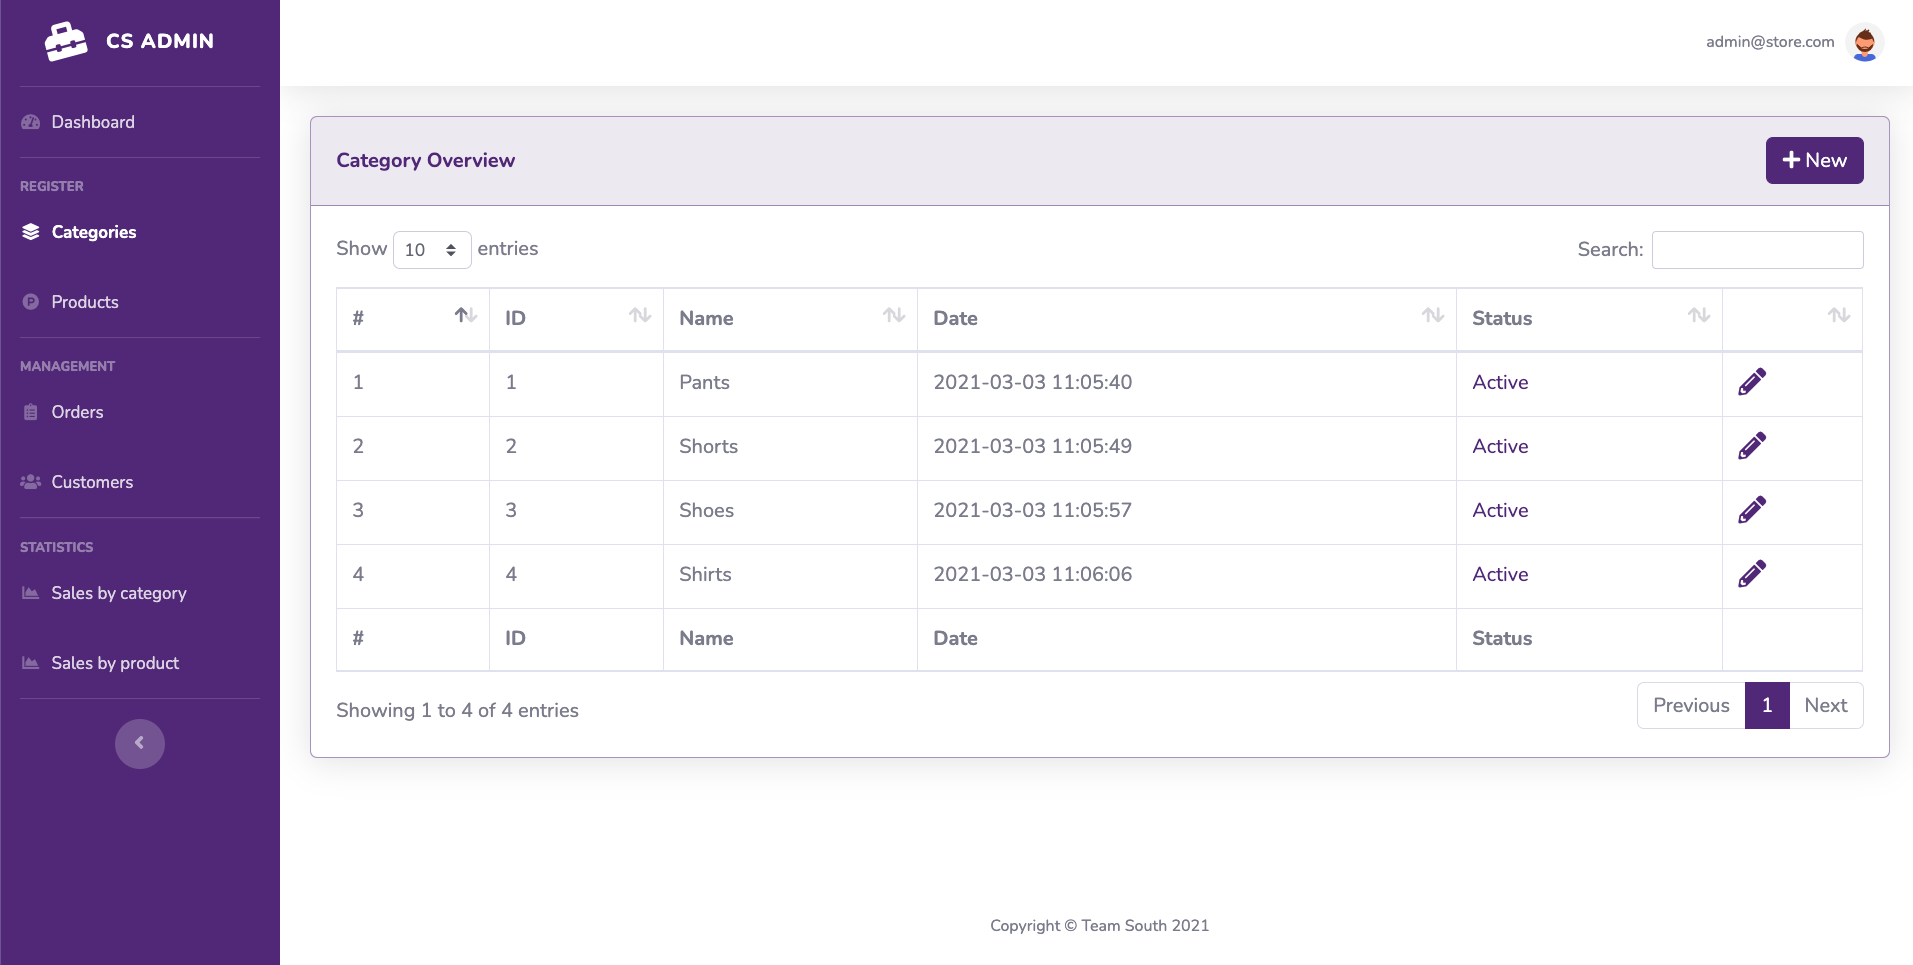 CS ADMIN
admin@store.com
Dashboard
REGISTER
Categories
Products
MANAGEMENT
Orders
Customers
STATISTICS
Sales by category
Sales by product
Category Overview
New
Show 10 entries
Search:
# ID Name Date Status
1 1 Pants 2021-03-03 11:05:40 Active
2 2 Shorts 2021-03-03 11:05:49 Active
3 3 Shoes 2021-03-03 11:05:57 Active
4 4 Shirts 2021-03-03 11:06:06 Active
# ID Name Date Status
Showing 1 to 4 of 4 entries
Previous 1 Next
Copyright © Team South 2021